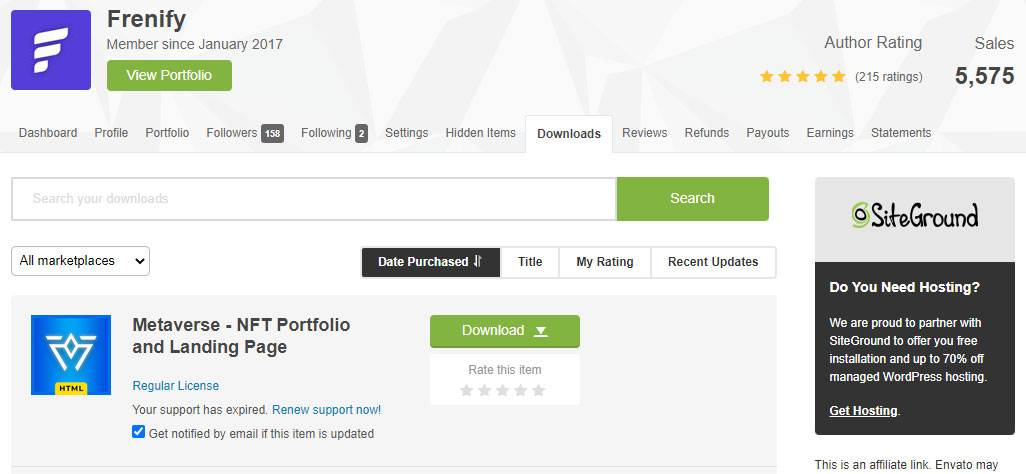 Frenify
Member since January 2017
View Portfolio
Author Rating
Sales
(215 ratings)
5,575
Dashboard
Profile
Portfolio
Followers 158
Following 2
Settings
Hidden Items
Downloads
Reviews
Refunds
Payouts
Earnings
Statements
Search your downloads
Search
All marketplaces
Date Purchased
Title
My Rating
Recent Updates
HTML
Metaverse - NFT Portfolio
and Landing Page
Regular License
Your support has expired. Renew support now!
Get notified by email if this item is updated
Download
Rate this item
SiteGround
Do You Need Hosting?
We are proud to partner with
SiteGround to offer you free
installation and up to 70% off
managed WordPress hosting.
Get Hosting.
This is an affiliate link. Envato may